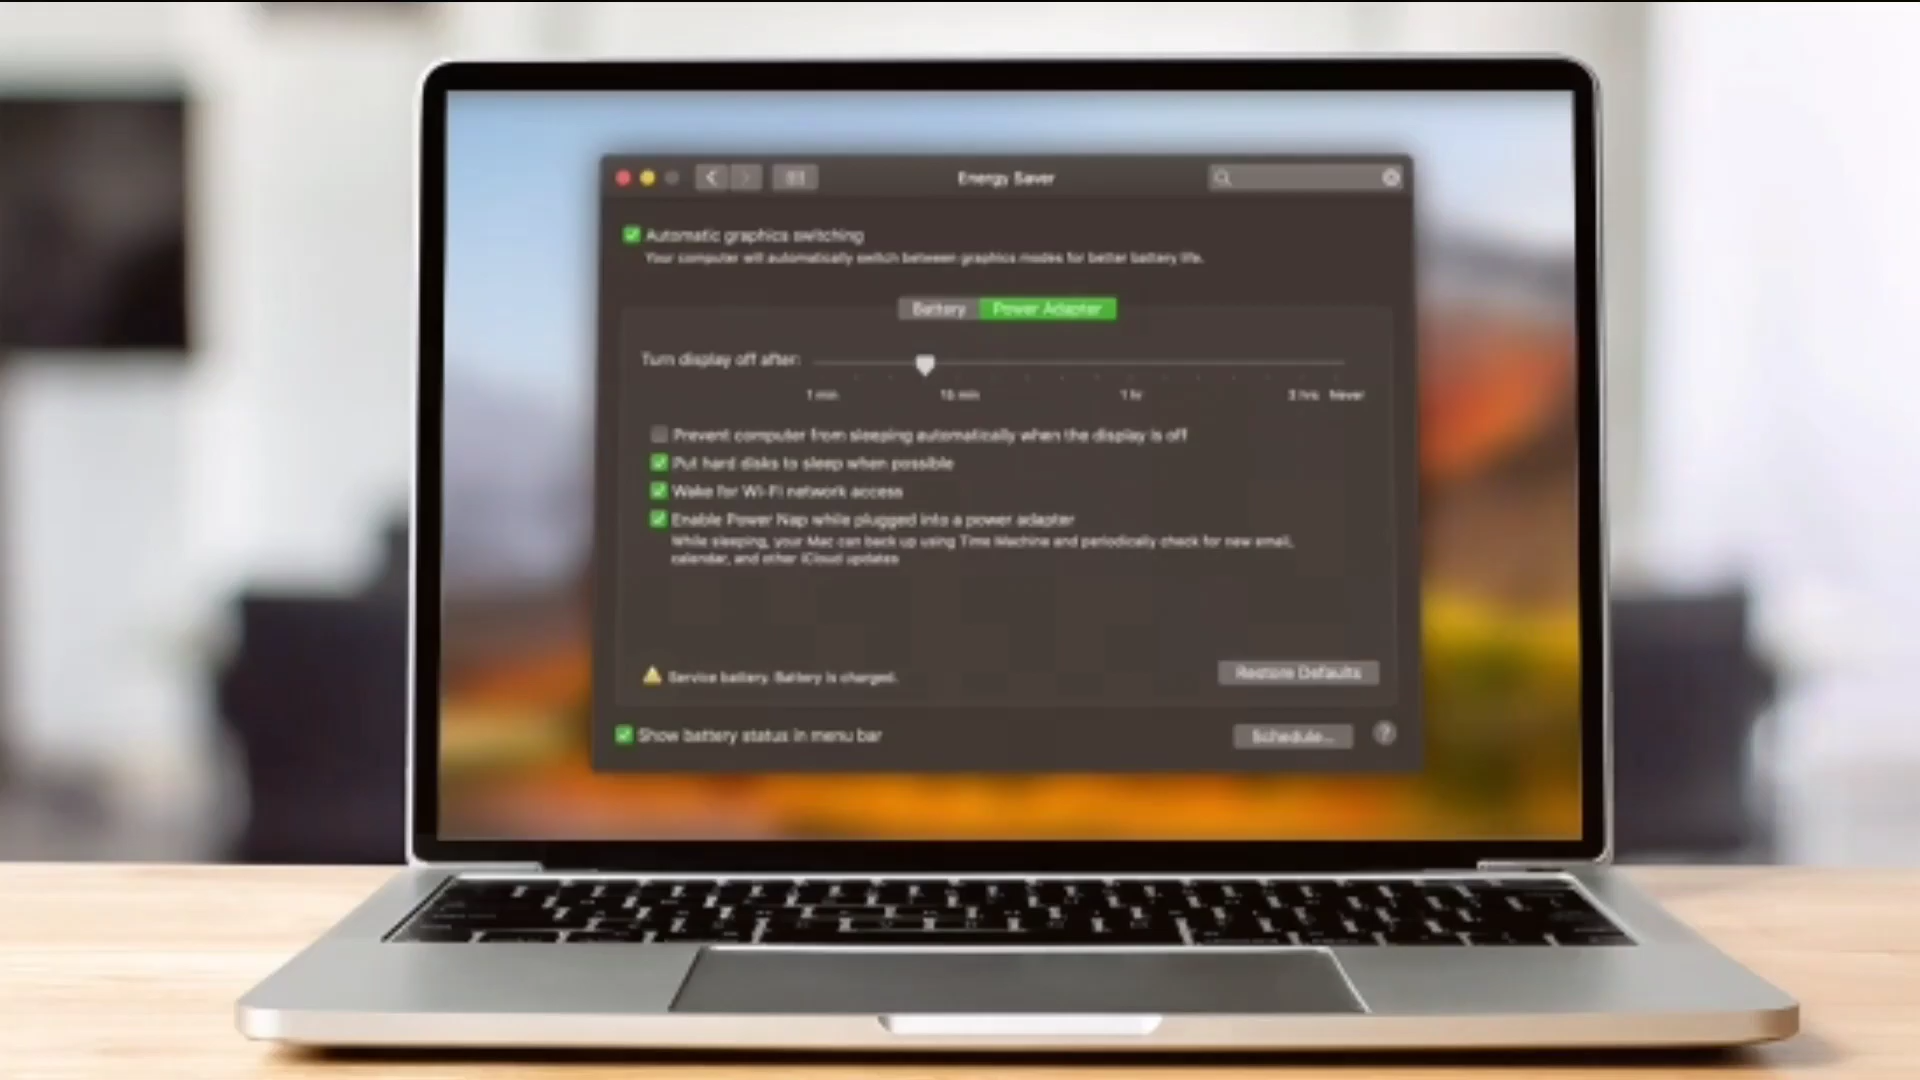 Energy Saver
Automatic graphics switching
Your computer will automatically switch between graphics modes for better battery life.
Battery Power Adapter
Turn display off after:
1 min 15 min 1 hr 3 hrs Never
Prevent computer from sleeping automatically when the display is off
Put hard disks to sleep when possible
Wake for Wi-Fi network access
Enable Power Nap while plugged into a power adapter
While sleeping, your Mac can back up using Time Machine and periodically check for new email,
calendar, and other iCloud updates
Service battery. Battery is charged.
Restore Defaults
Show battery status in menu bar
Schedule...
?